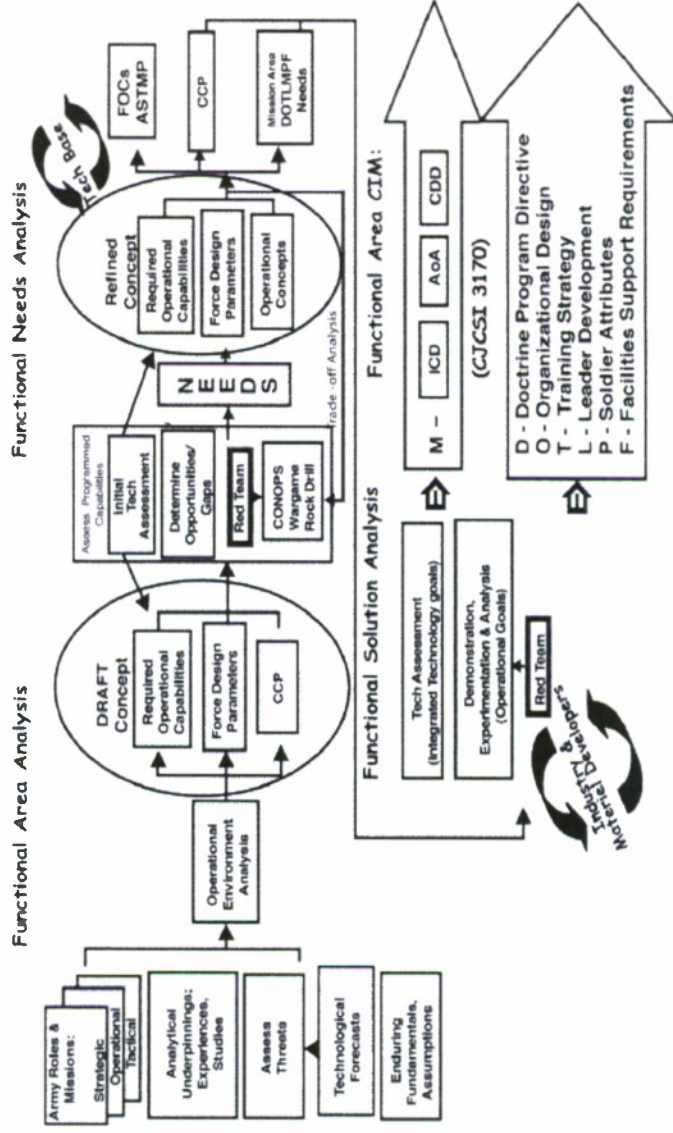 Functional Area Analysis
Functional Needs Analysis
Army Roles &
Missions:
Strategic
Operational
Tactical
Analytical
Underpinnings:
Experiences,
Studies
Assess
Threats
Technological
Forecasts
Enduring
Fundamentals,
Assumptions
Operational
Environment
Analysis
DRAFT
Concept
Required
Operational
Capabilities
Force Design
Parameters
CCP
Assess Programmed
Capabilities
Initial
Tech
Assessment
Determine
Opportunities/
Gaps
Red Team
CONOPS
Wargame
Rock Drill
NEEDS
Trade-off Analysis
Refined
Concept
Required
Operational
Capabilities
Force Design
Parameters
Operational
Concepts
Tech Base
FOCs
ASTMP
CCP
Mission Area
DOTLMPF
Needs
Functional Solution Analysis
Tech Assessment
(Integrated Technology goals)
Demonstration,
Experimentation & Analysis
(Operational Goals)
Red Team
Industry &
Materiel Developers
Functional Area CIM:
M - ICD AoA CDD
(CJCSI 3170)
D - Doctrine Program Directive
O - Organizational Design
T - Training Strategy
L - Leader Development
P - Soldier Attributes
F - Facilities Support Requirements